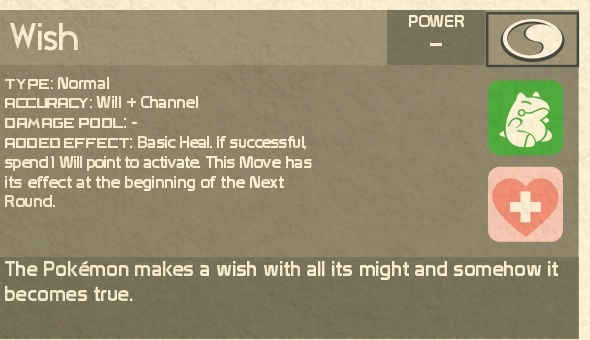 Wish
POWER
–
TYPE: Normal
ACCURACY: Will + Channel
DAMAGE POOL: -
ADDED EFFECT: Basic Heal. If successful,
spend 1 Will point to activate. This Move has
its effect at the beginning of the Next
Round.
The Pokémon makes a wish with all its might and somehow it
becomes true.